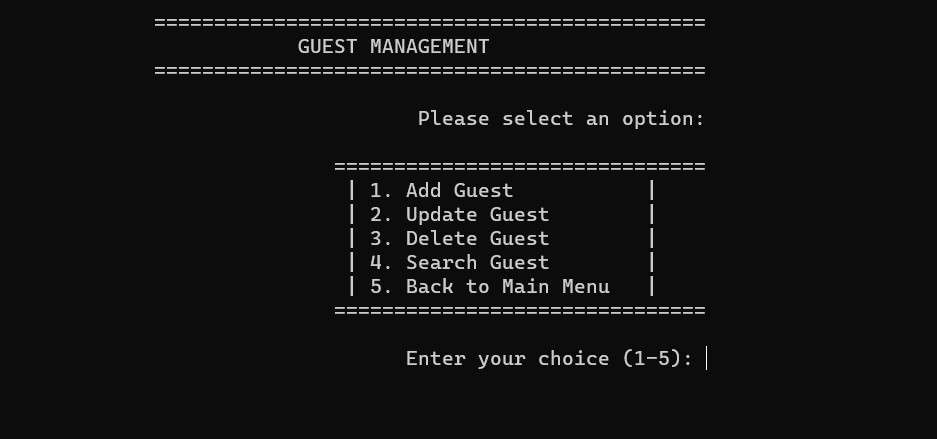 ==============================================
GUEST MANAGEMENT
==============================================
Please select an option:
===============================
| 1. Add Guest           |
| 2. Update Guest        |
| 3. Delete Guest        |
| 4. Search Guest        |
| 5. Back to Main Menu   |
===============================
Enter your choice (1-5):